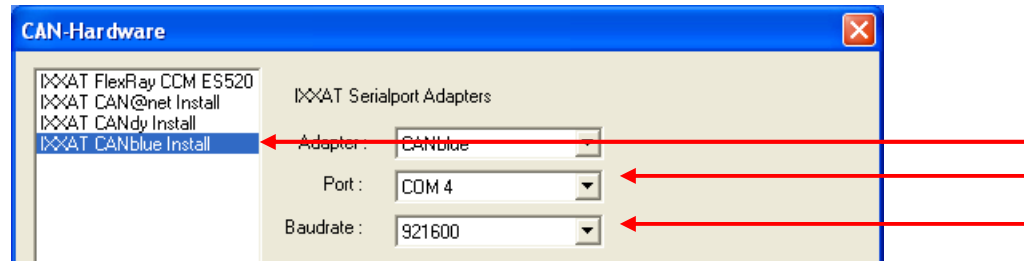 CAN-Hardware
IXXAT FlexRay CCM ES520
IXXAT CAN@net Install
IXXAT CANdy Install
IXXAT CANblue Install
IXXAT Serialport Adapters
Adapter : CANblue
Port : COM 4
Baudrate : 921600